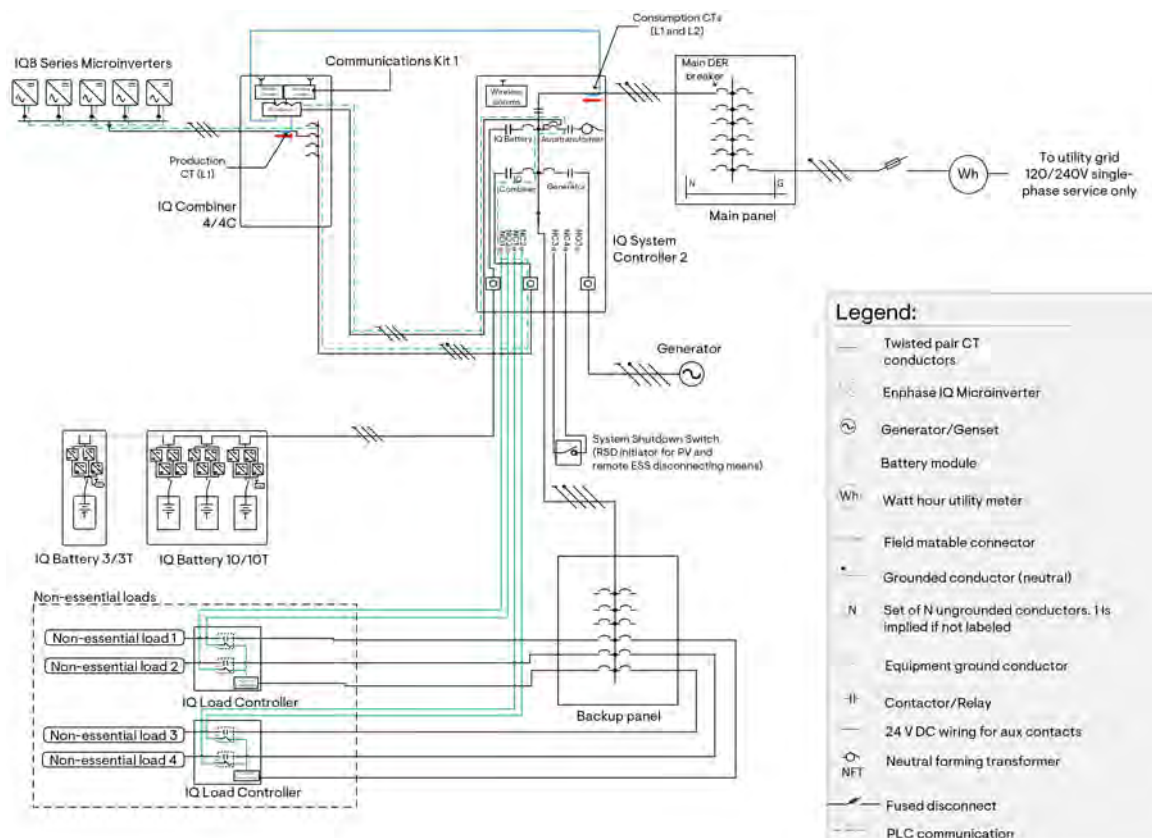 Consumption CTs
(L1 and L2)
IQ8 Series Microinverters
Communications Kit 1
Main DER
breaker
Wireless
Production
CT (L1)
IQ Combiner
4/4C
IQ Battery
Autotransformer
IQ
Combiner
Generator
NC1
NC2
NC3
NC4
IQ System
Controller 2
N
G
Main panel
Wh
To utility grid
120/240V single-
phase service only
Generator
System Shutdown Switch
(RSD initiator for PV and
remote ESS disconnecting means)
IQ Battery 3/3T
IQ Battery 10/10T
Non-essential loads
Non-essential load 1
Non-essential load 2
IQ Load Controller
Non-essential load 3
Non-essential load 4
IQ Load Controller
Backup panel
Legend:
Twisted pair CT
conductors
Enphase IQ Microinverter
Generator/Genset
Battery module
Wh
Watt hour utility meter
Field matable connector
Grounded conductor (neutral)
N
Set of N ungrounded conductors. 1 is
implied if not labeled
Equipment ground conductor
Contactor/Relay
24 V DC wiring for aux contacts
Neutral forming transformer
NFT
Fused disconnect
PLC communication